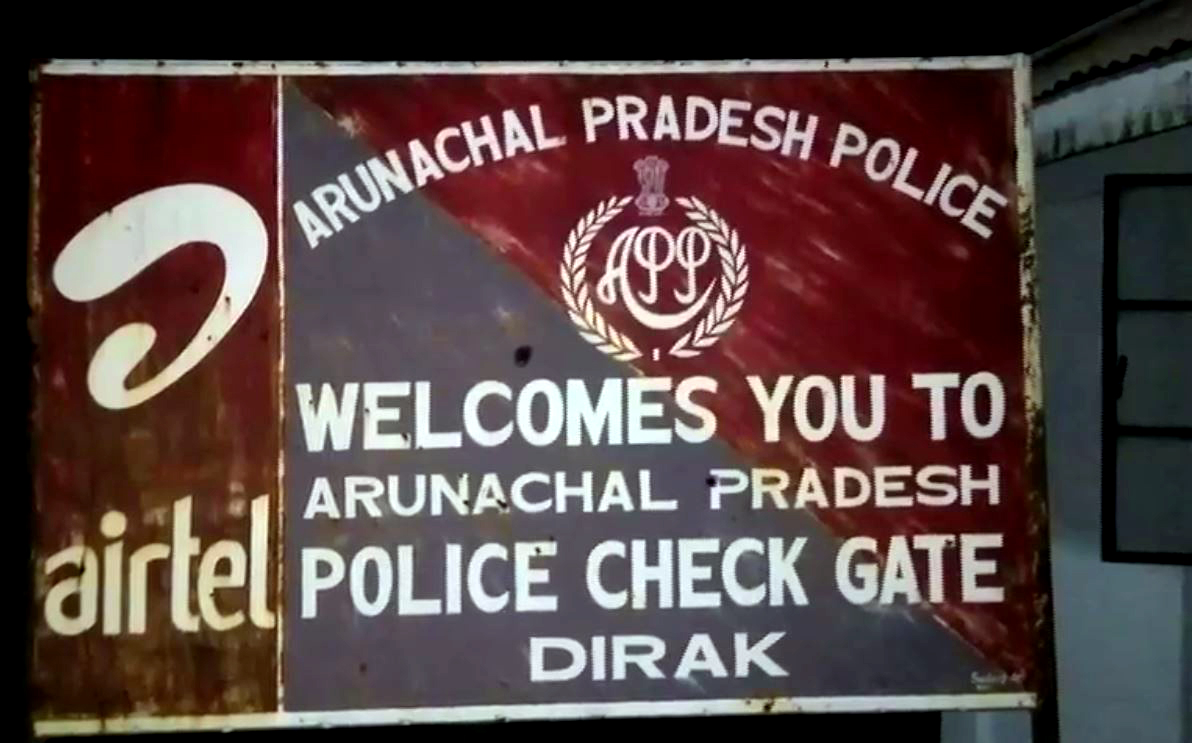 airtel
ARUNACHAL PRADESH POLICE
APP
WELCOMES YOU TO
ARUNACHAL PRADESH
POLICE CHECK GATE
DIRAK